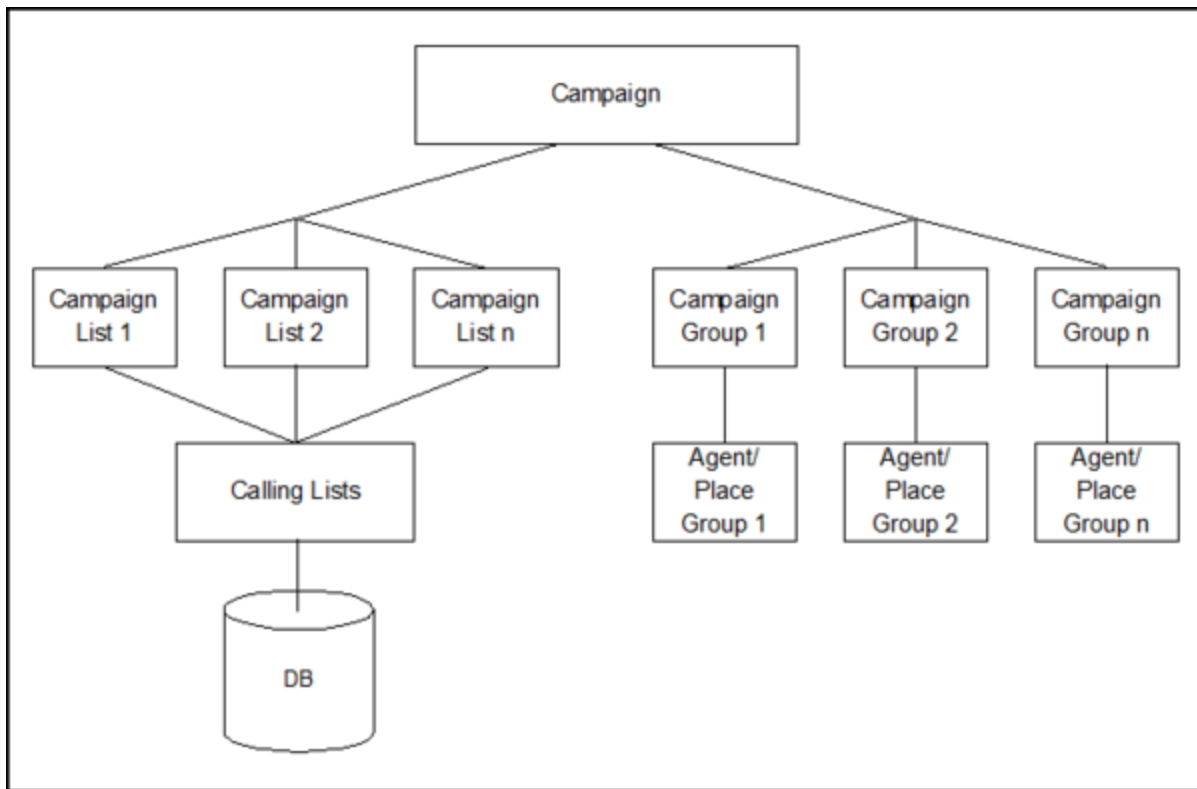 Campaign
Campaign
List 1
Campaign
List 2
Campaign
List n
Campaign
Group 1
Campaign
Group 2
Campaign
Group n
Calling Lists
Agent/
Place
Group 1
Agent/
Place
Group 2
Agent/
Place
Group n
DB